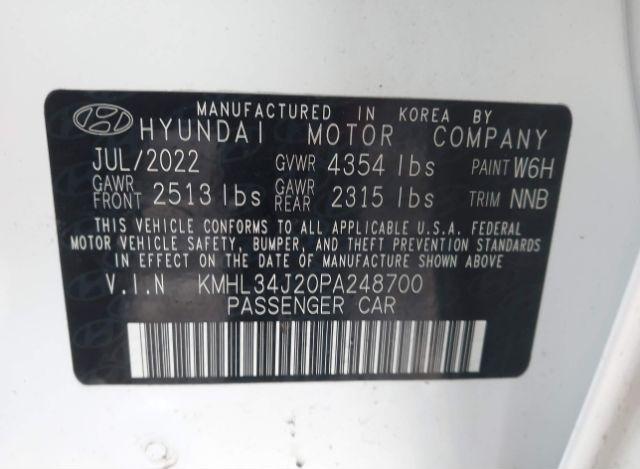 MANUFACTURED IN KOREA BY
HYUNDAI MOTOR COMPANY
JUL/2022 GVWR 4354 lbs PAINT W6H
GAWR FRONT 2513 lbs GAWR REAR 2315 lbs TRIM NNB
THIS VEHICLE CONFORMS TO ALL APPLICABLE U.S.A. FEDERAL
MOTOR VEHICLE SAFETY, BUMPER, AND THEFT PREVENTION STANDARDS
IN EFFECT ON THE DATE OF MANUFACTURE SHOWN ABOVE
V.I.N KMHL34J20PA248700
PASSENGER CAR